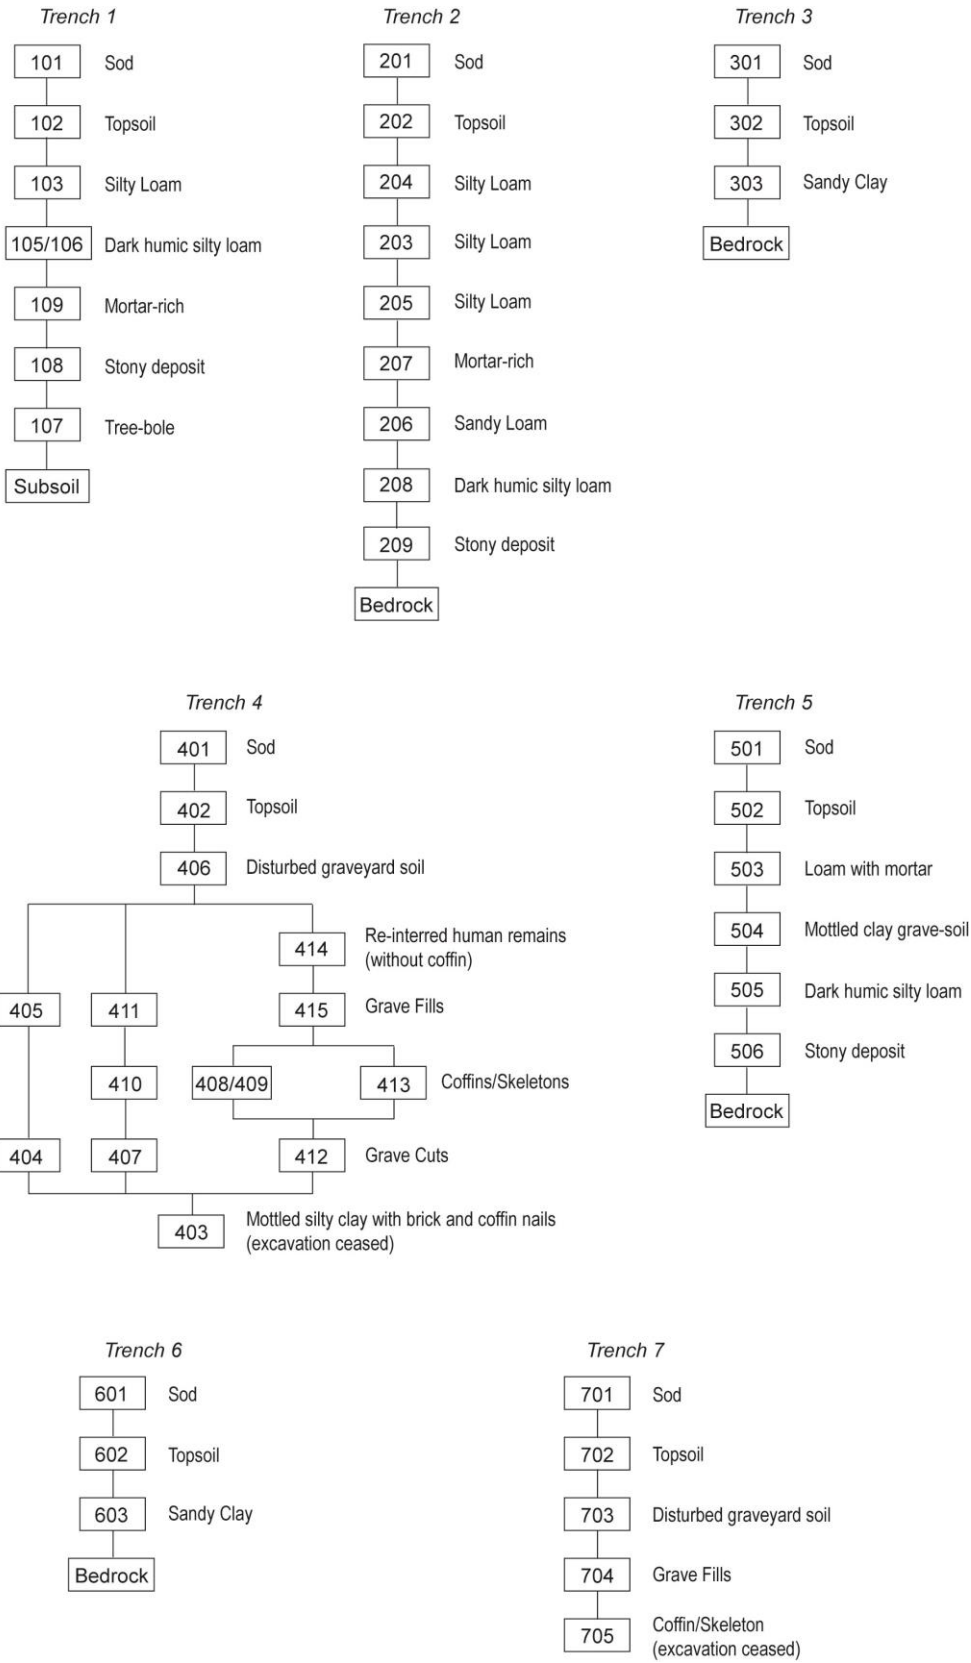 Trench 1
101 Sod
102 Topsoil
103 Silty Loam
105/106 Dark humic silty loam
109 Mortar-rich
108 Stony deposit
107 Tree-bole
Subsoil
Trench 2
201 Sod
202 Topsoil
204 Silty Loam
203 Silty Loam
205 Silty Loam
207 Mortar-rich
206 Sandy Loam
208 Dark humic silty loam
209 Stony deposit
Bedrock
Trench 3
301 Sod
302 Topsoil
303 Sandy Clay
Bedrock
Trench 4
401 Sod
402 Topsoil
406 Disturbed graveyard soil
414 Re-interred human remains
(without coffin)
405 411 415 Grave Fills
410 408/409 413 Coffins/Skeletons
404 407 412 Grave Cuts
403 Mottled silty clay with brick and coffin nails
(excavation ceased)
Trench 5
501 Sod
502 Topsoil
503 Loam with mortar
504 Mottled clay grave-soil
505 Dark humic silty loam
506 Stony deposit
Bedrock
Trench 6
601 Sod
602 Topsoil
603 Sandy Clay
Bedrock
Trench 7
701 Sod
702 Topsoil
703 Disturbed graveyard soil
704 Grave Fills
705 Coffin/Skeleton
(excavation ceased)